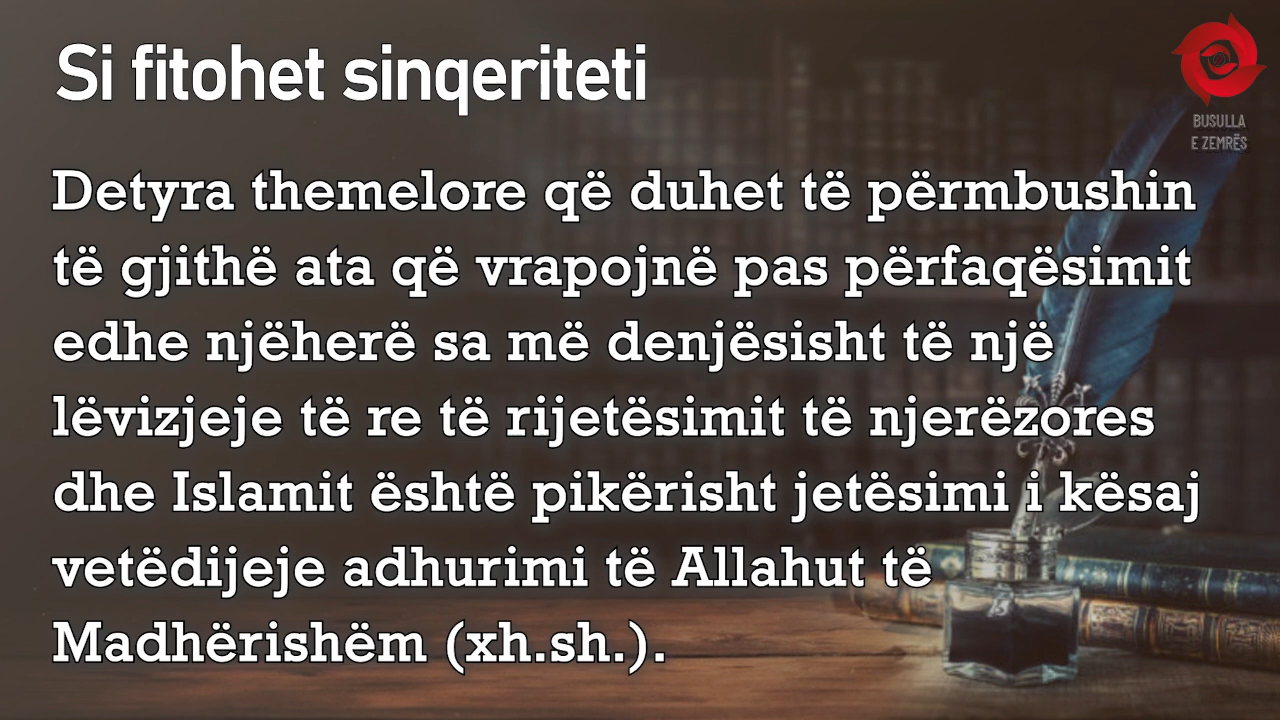 Si fitohet sinqeriteti
BUSULLA
E ZEMRËS
Detyra themelore që duhet të përmbushin
të gjithë ata që vrapojnë pas përfaqësimit
edhe njëherë sa më denjësisht të një
lëvizjeje të re të rijetësimit të njerëzores
dhe Islamit është pikërisht jetësimi i kësaj
vetëdijeje adhurimi të Allahut të
Madhërishëm (xh.sh.).